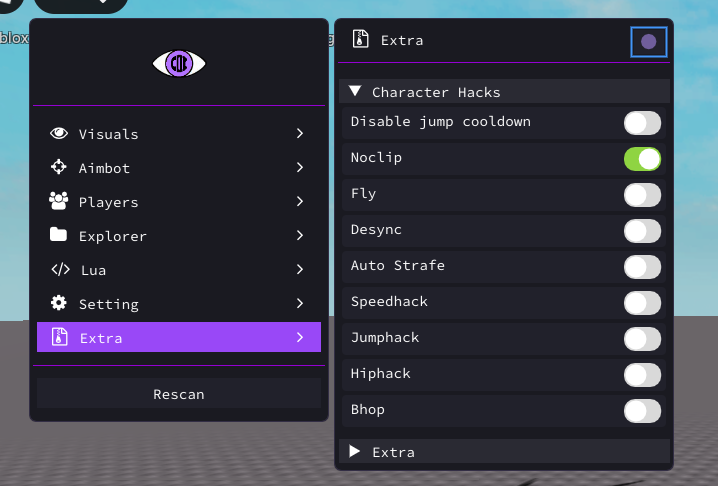 blox
Visuals
Aimbot
Players
Explorer
Lua
Setting
Extra
Rescan
Extra
Character Hacks
Disable jump cooldown
Noclip
Fly
Desync
Auto Strafe
Speedhack
Jumphack
Hiphack
Bhop
Extra